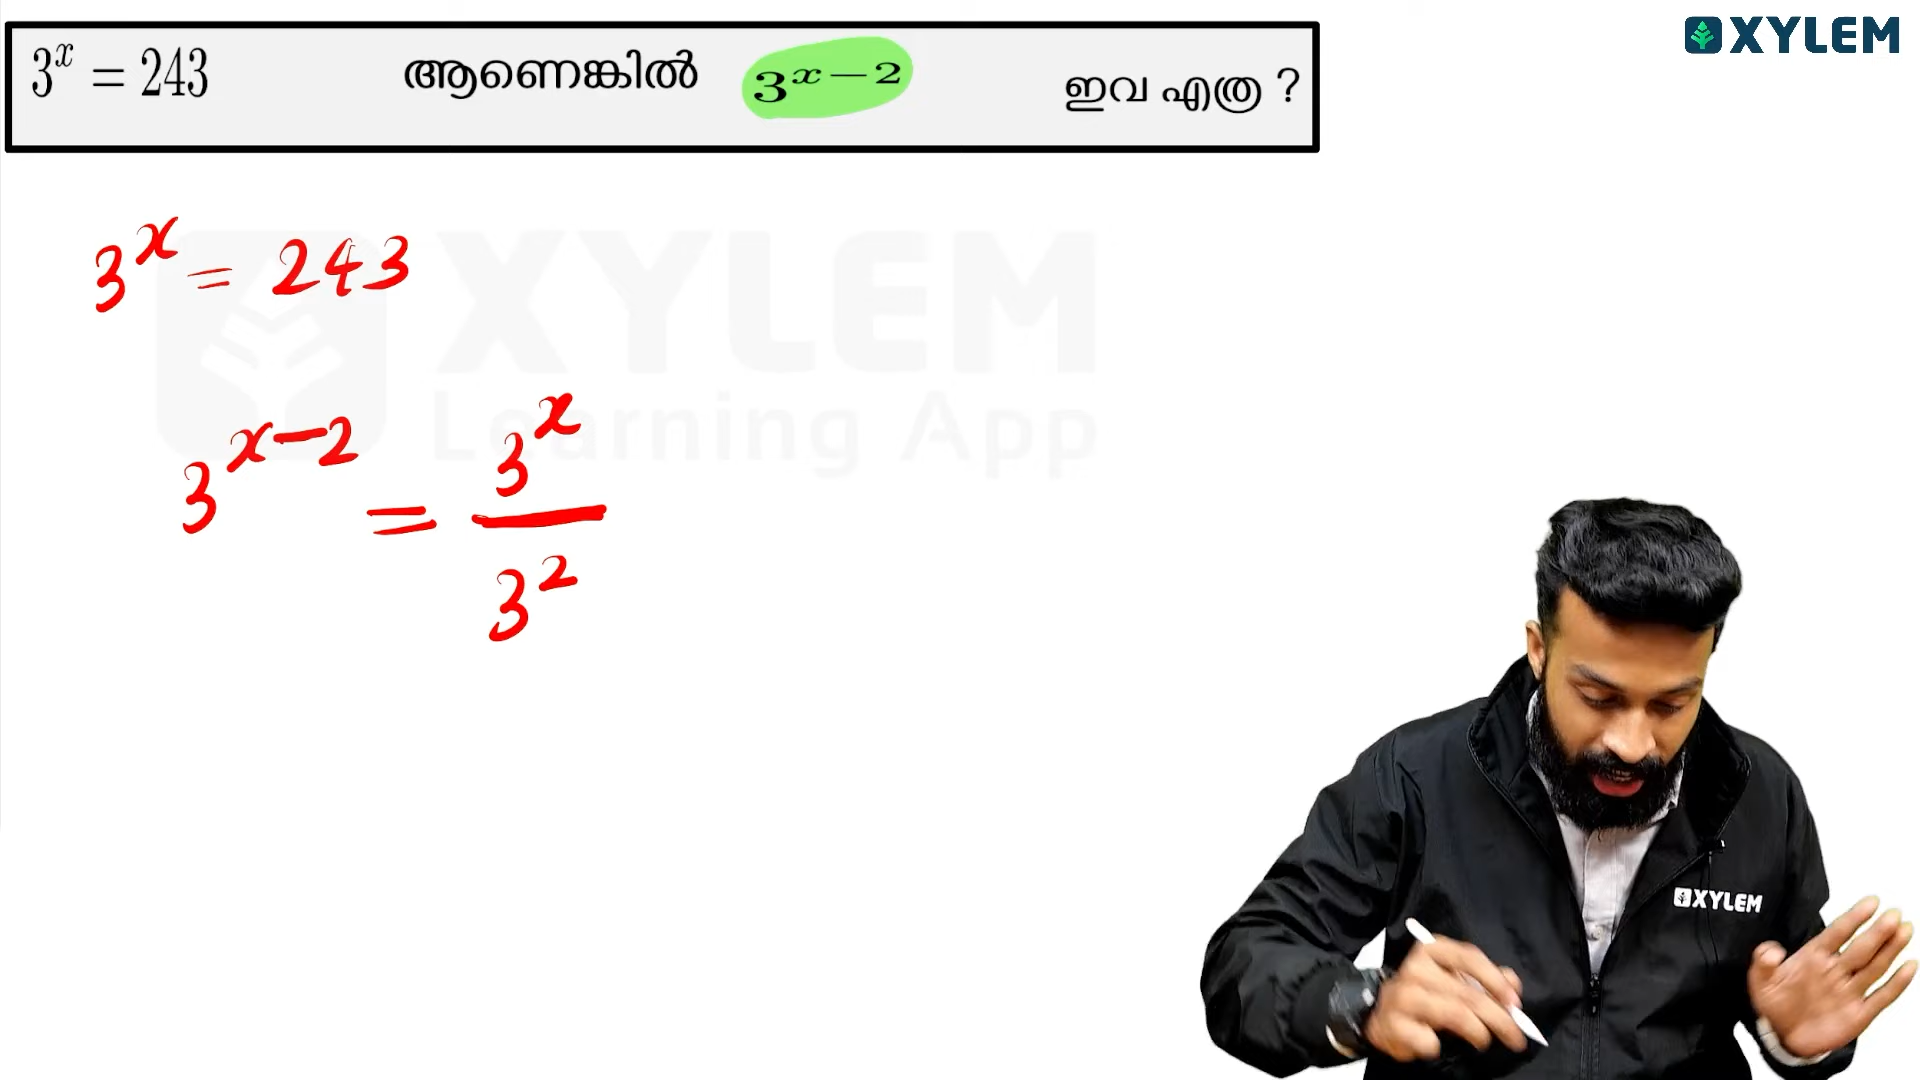 3^x = 243 ആണെങ്കിൽ 3^{x-2} ഇവ എത്ര ?
XYLEM
3^x = 243
XYLEM
Learning App
3^{x-2} = 3^x / 3^2
XYLEM